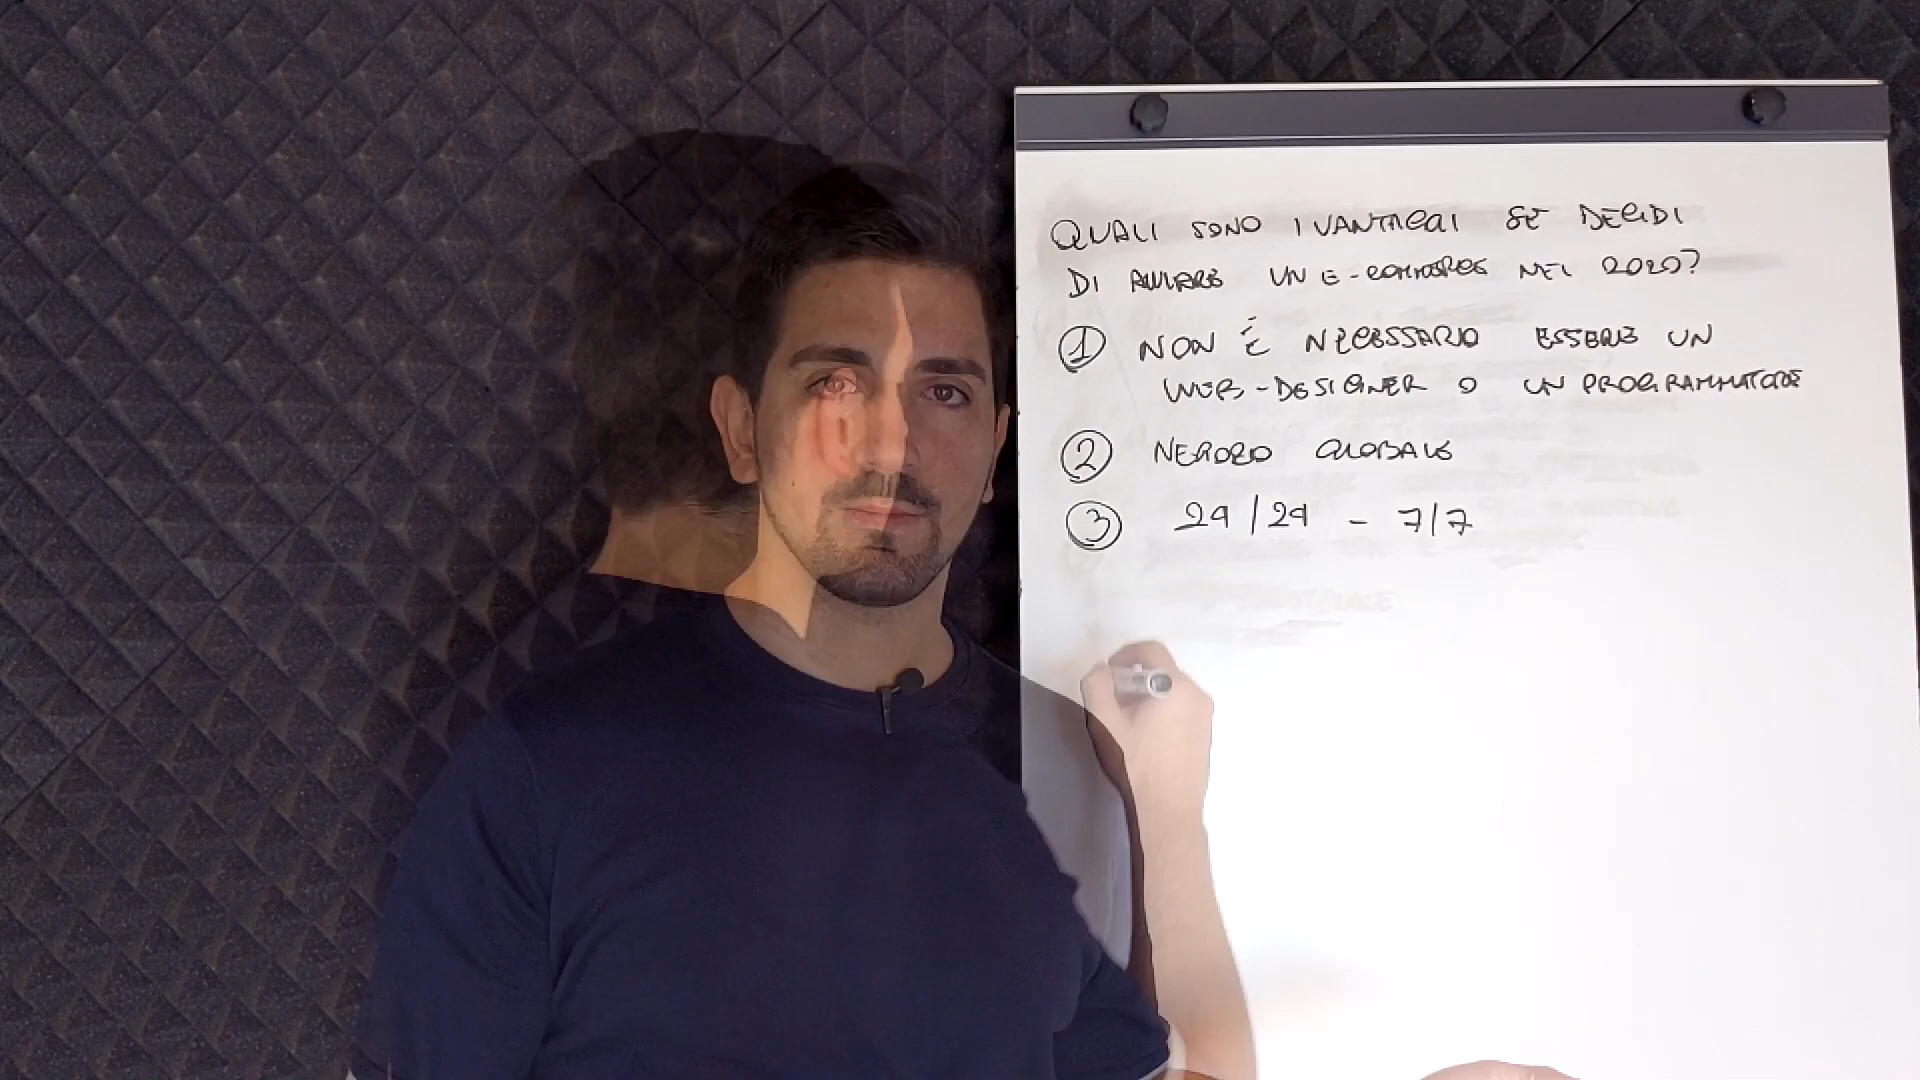 QUALI SONO I VANTAGGI SE DECIDI
DI AVVIARE UN E-COMMERCE NEL 2020?
1 NON È NECESSARIO ESSERE UN
WEB-DESIGNER O UN PROGRAMMATORE
2 NEGOZIO GLOBALE
3 24/24 - 7/7